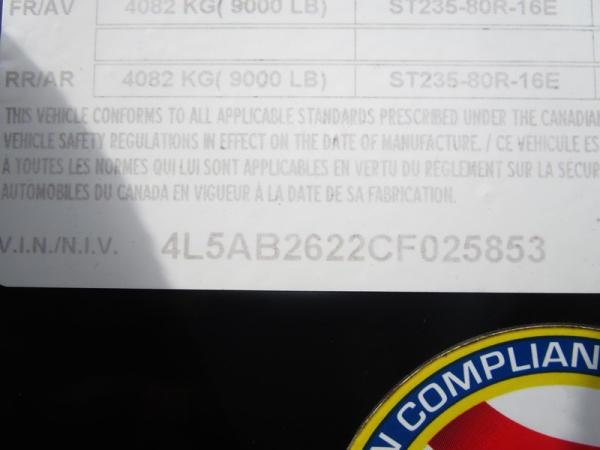 FR/AV 4082 KG( 9000 LB) ST235-80R-16E
RR/AR 4082 KG( 9000 LB) ST235-80R-16E
THIS VEHICLE CONFORMS TO ALL APPLICABLE STANDARDS PRESCRIBED UNDER THE CANADIAN
VEHICLE SAFETY REGULATIONS IN EFFECT ON THE DATE OF MANUFACTURE. / CE VÉHICULE ES
À TOUTES LES NORMES QUI LUI SONT APPLICABLES EN VERTU DU RÈGLEMENT SUR LA SÉCUR
AUTOMOBILES DU CANADA EN VIGUEUR À LA DATE DE SA FABRICATION.
V.I.N./N.I.V. 4L5AB2622CF025853
N COMPLIAN